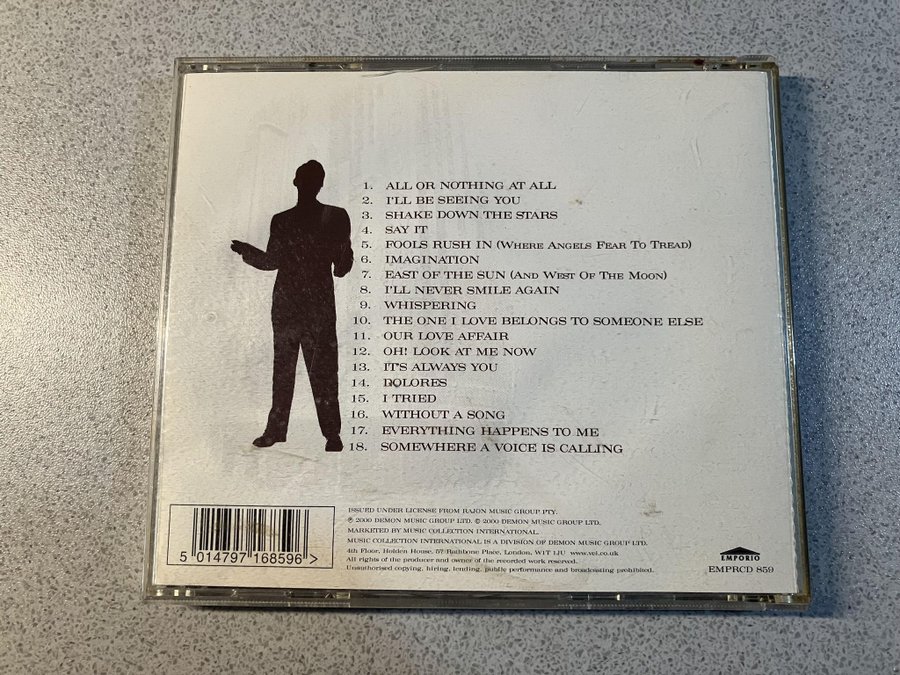 1. ALL OR NOTHING AT ALL
2. I'LL BE SEEING YOU
3. SHAKE DOWN THE STARS
4. SAY IT
5. FOOLS RUSH IN (WHERE ANGELS FEAR TO TREAD)
6. IMAGINATION
7. EAST OF THE SUN (AND WEST OF THE MOON)
8. I'LL NEVER SMILE AGAIN
9. WHISPERING
10. THE ONE I LOVE BELONGS TO SOMEONE ELSE
11. OUR LOVE AFFAIR
12. OH! LOOK AT ME NOW
13. IT'S ALWAYS YOU
14. DOLORES
15. I TRIED
16. WITHOUT A SONG
17. EVERYTHING HAPPENS TO ME
18. SOMEWHERE A VOICE IS CALLING
ISSUED UNDER LICENSE FROM RAJON MUSIC GROUP PTY.
℗ 2000 DEMON MUSIC GROUP LTD. © 2000 DEMON MUSIC GROUP LTD.
MARKETED BY MUSIC COLLECTION INTERNATIONAL.
MUSIC COLLECTION INTERNATIONAL IS A DIVISION OF DEMON MUSIC GROUP LTD.
4th Floor, Holden House, 57 Rathbone Place, London, W1T 1JU www.vci.co.uk
All rights of the producer and owner of the recorded work reserved.
Unauthorised copying, hiring, lending, public performance and broadcasting prohibited.
5 014797 168596 >
EMPORIO
EMPRCD 859